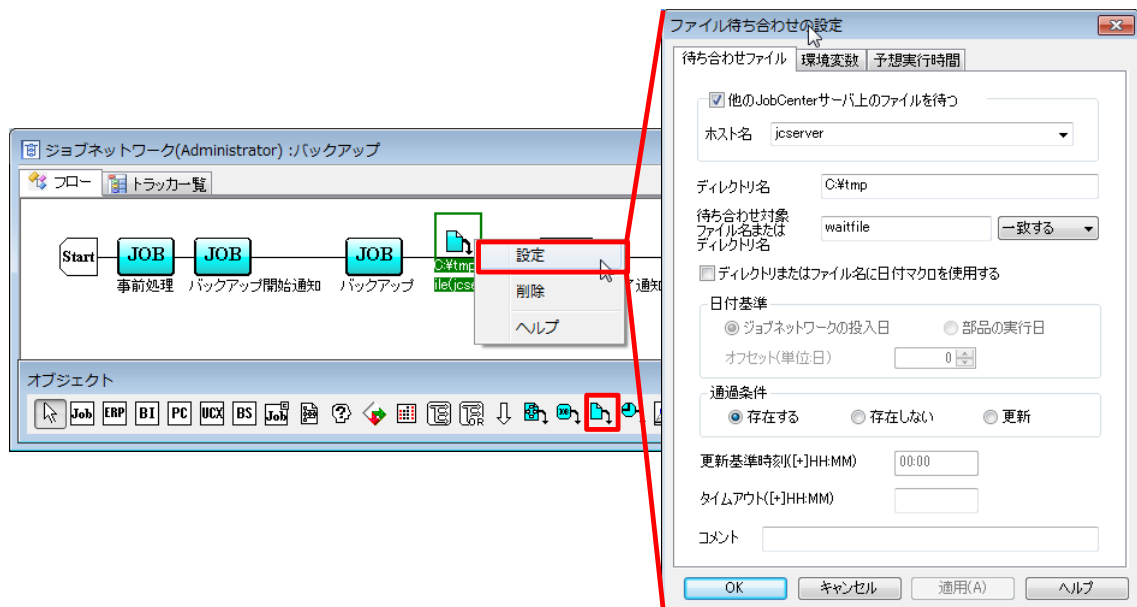 ジョブネットワーク(Administrator) :バックアップ
フロー トラッカ一覧
Start JOB JOB JOB
事前処理 バックアップ開始通知 バックアップ C:¥tmp
ile(jcse 了通知
設定
削除
ヘルプ
オブジェクト
Job ERP BI PC UCX BS Job OR
ファイル待ち合わせの設定
待ち合わせファイル 環境変数 予想実行時間
他のJobCenterサーバ上のファイルを待つ
ホスト名 jcserver
ディレクトリ名 C:¥tmp
待ち合わせ対象
ファイル名または
ディレクトリ名
waitfile 一致する
ディレクトリまたはファイル名に日付マクロを使用する
日付基準
ジョブネットワークの投入日 部品の実行日
オフセット(単位:日) 0
通過条件
存在する 存在しない 更新
更新基準時刻([+]HH:MM) 00:00
タイムアウト([+]HH:MM)
コメント
OK キャンセル 適用(A) ヘルプ